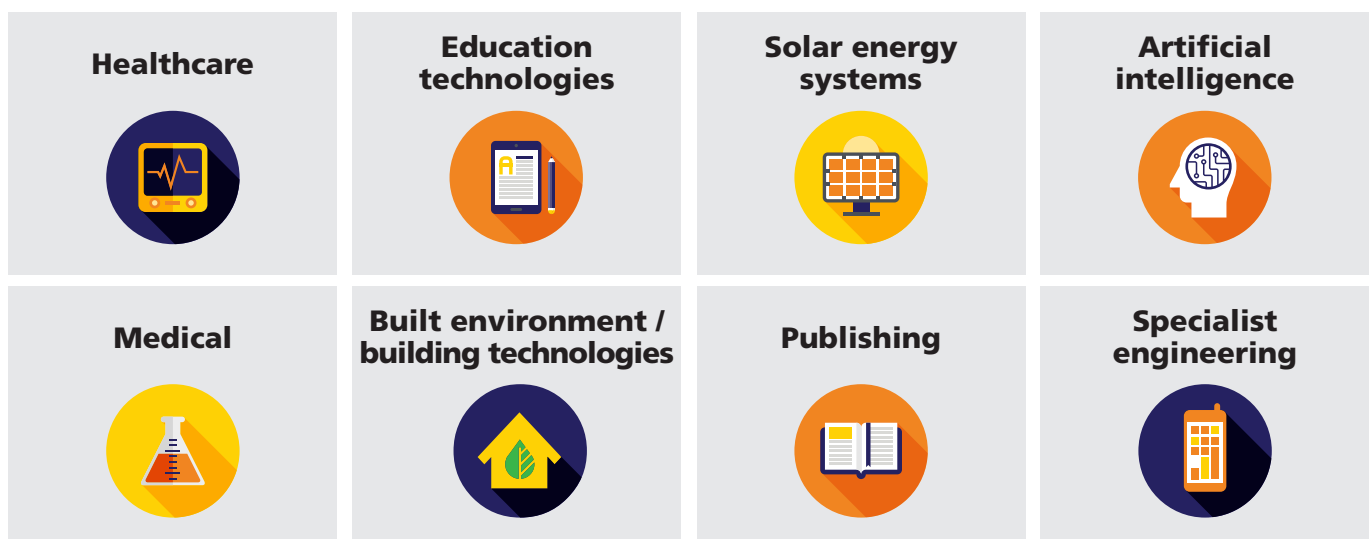 Healthcare
Education
technologies
Solar energy
systems
Artificial
intelligence
A
Medical
Built environment /
building technologies
Publishing
Specialist
engineering